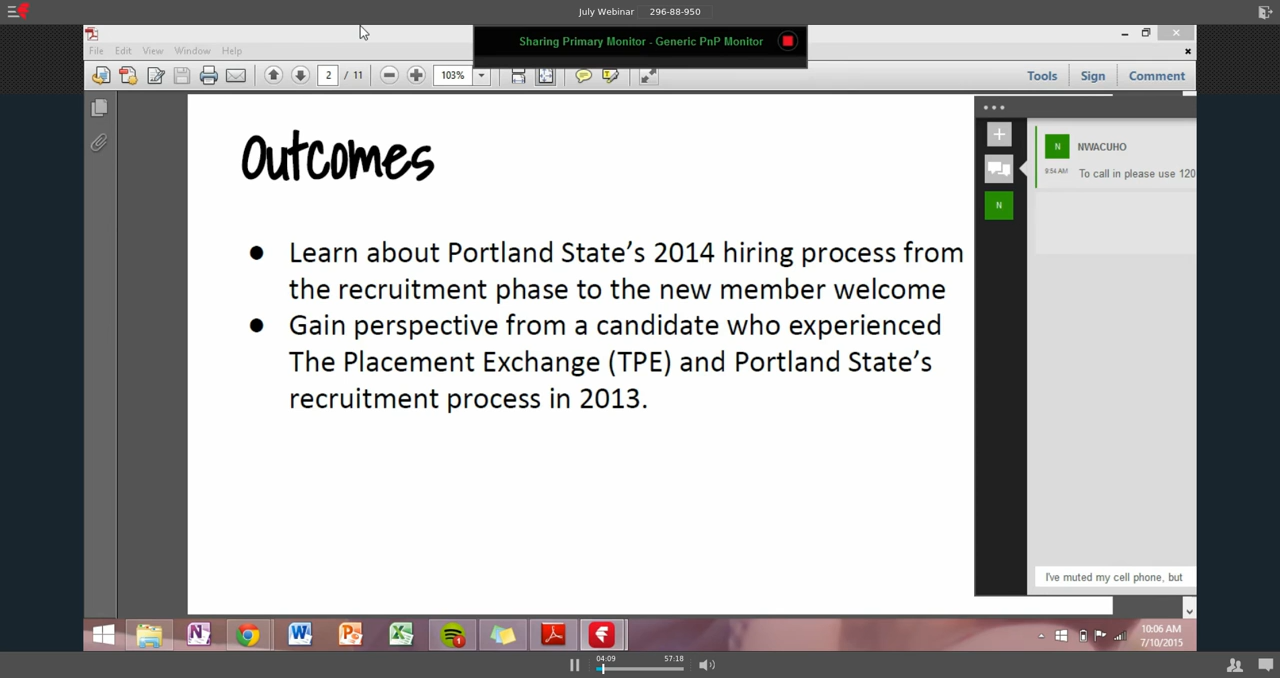 July Webinar 296-88-950
Sharing Primary Monitor - Generic PnP Monitor
File Edit View Window Help
2 / 11 103% Tools Sign Comment
Outcomes
● Learn about Portland State's 2014 hiring process from
the recruitment phase to the new member welcome
● Gain perspective from a candidate who experienced
The Placement Exchange (TPE) and Portland State's
recruitment process in 2013.
N NWACUHO
9:54 AM To call in please use 120
N
I've muted my cell phone, but
10:06 AM
7/10/2015
04:09 57:18